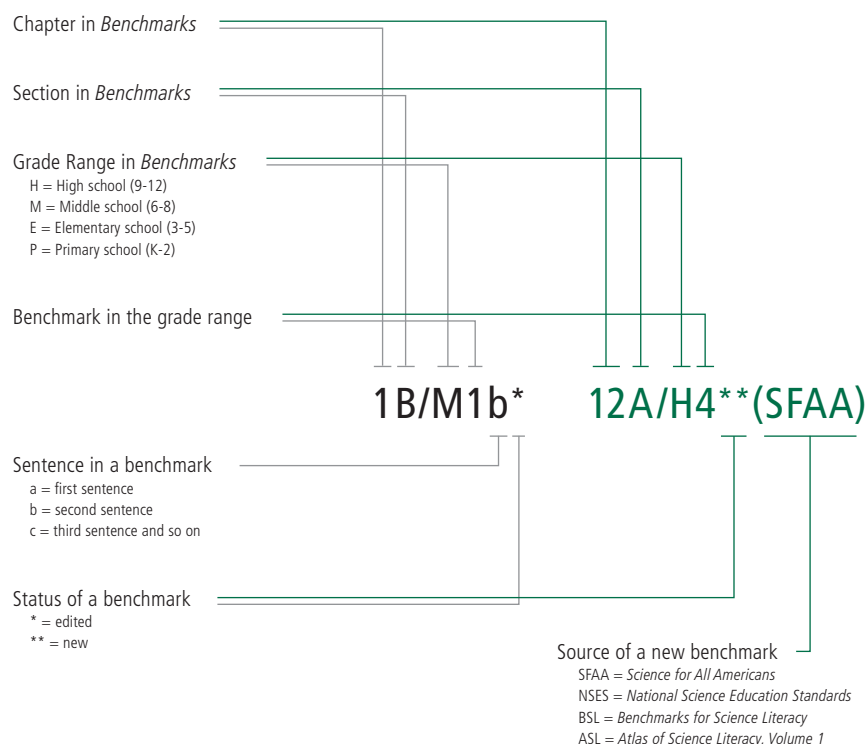 Chapter in Benchmarks
Section in Benchmarks
Grade Range in Benchmarks
H = High school (9-12)
M = Middle school (6-8)
E = Elementary school (3-5)
P = Primary school (K-2)
Benchmark in the grade range
1B/M1b* 12A/H4**(SFAA)
Sentence in a benchmark
a = first sentence
b = second sentence
c = third sentence and so on
Status of a benchmark
* = edited
** = new
Source of a new benchmark
SFAA = Science for All Americans
NSES = National Science Education Standards
BSL = Benchmarks for Science Literacy
ASL = Atlas of Science Literacy, Volume 1